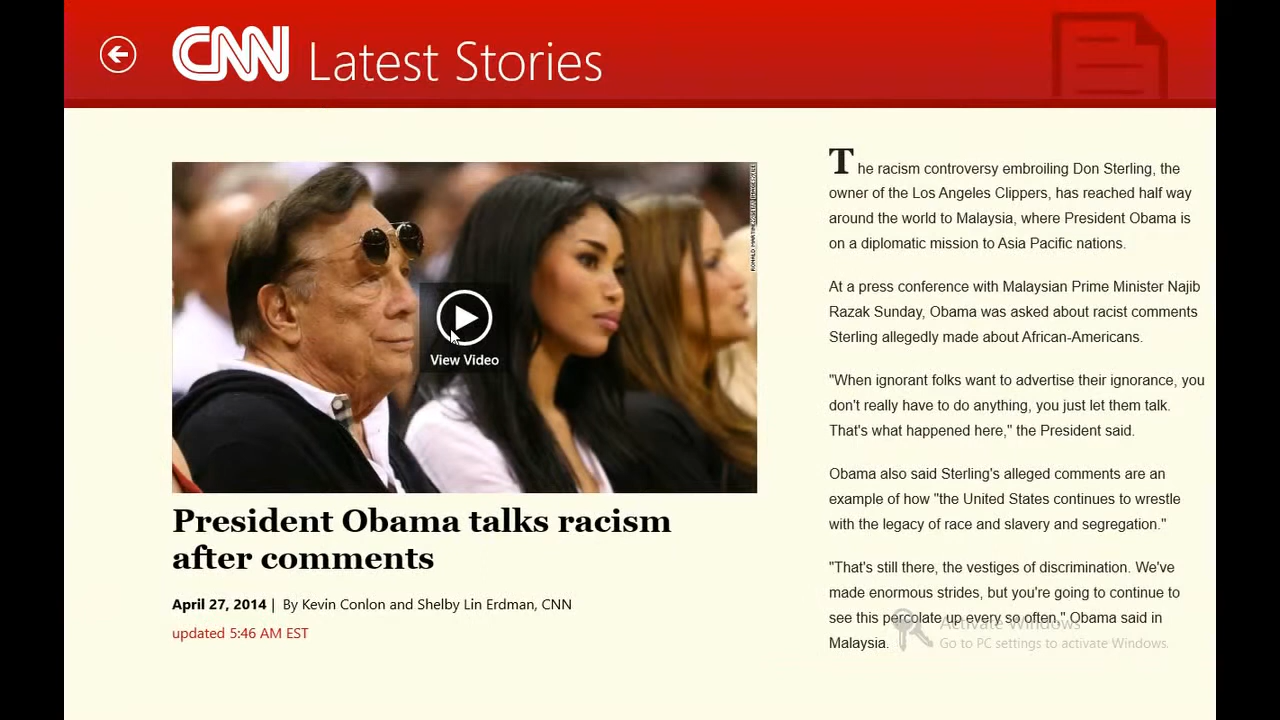 CNN Latest Stories
View Video
President Obama talks racism
after comments
April 27, 2014 | By Kevin Conlon and Shelby Lin Erdman, CNN
updated 5:46 AM EST
The racism controversy embroiling Don Sterling, the
owner of the Los Angeles Clippers, has reached half way
around the world to Malaysia, where President Obama is
on a diplomatic mission to Asia Pacific nations.
At a press conference with Malaysian Prime Minister Najib
Razak Sunday, Obama was asked about racist comments
Sterling allegedly made about African-Americans.
"When ignorant folks want to advertise their ignorance, you
don't really have to do anything, you just let them talk.
That's what happened here," the President said.
Obama also said Sterling's alleged comments are an
example of how "the United States continues to wrestle
with the legacy of race and slavery and segregation."
"That's still there, the vestiges of discrimination. We've
made enormous strides, but you're going to continue to
see this percolate up every so often," Obama said in
Malaysia.
Activate Windows
Go to PC settings to activate Windows.